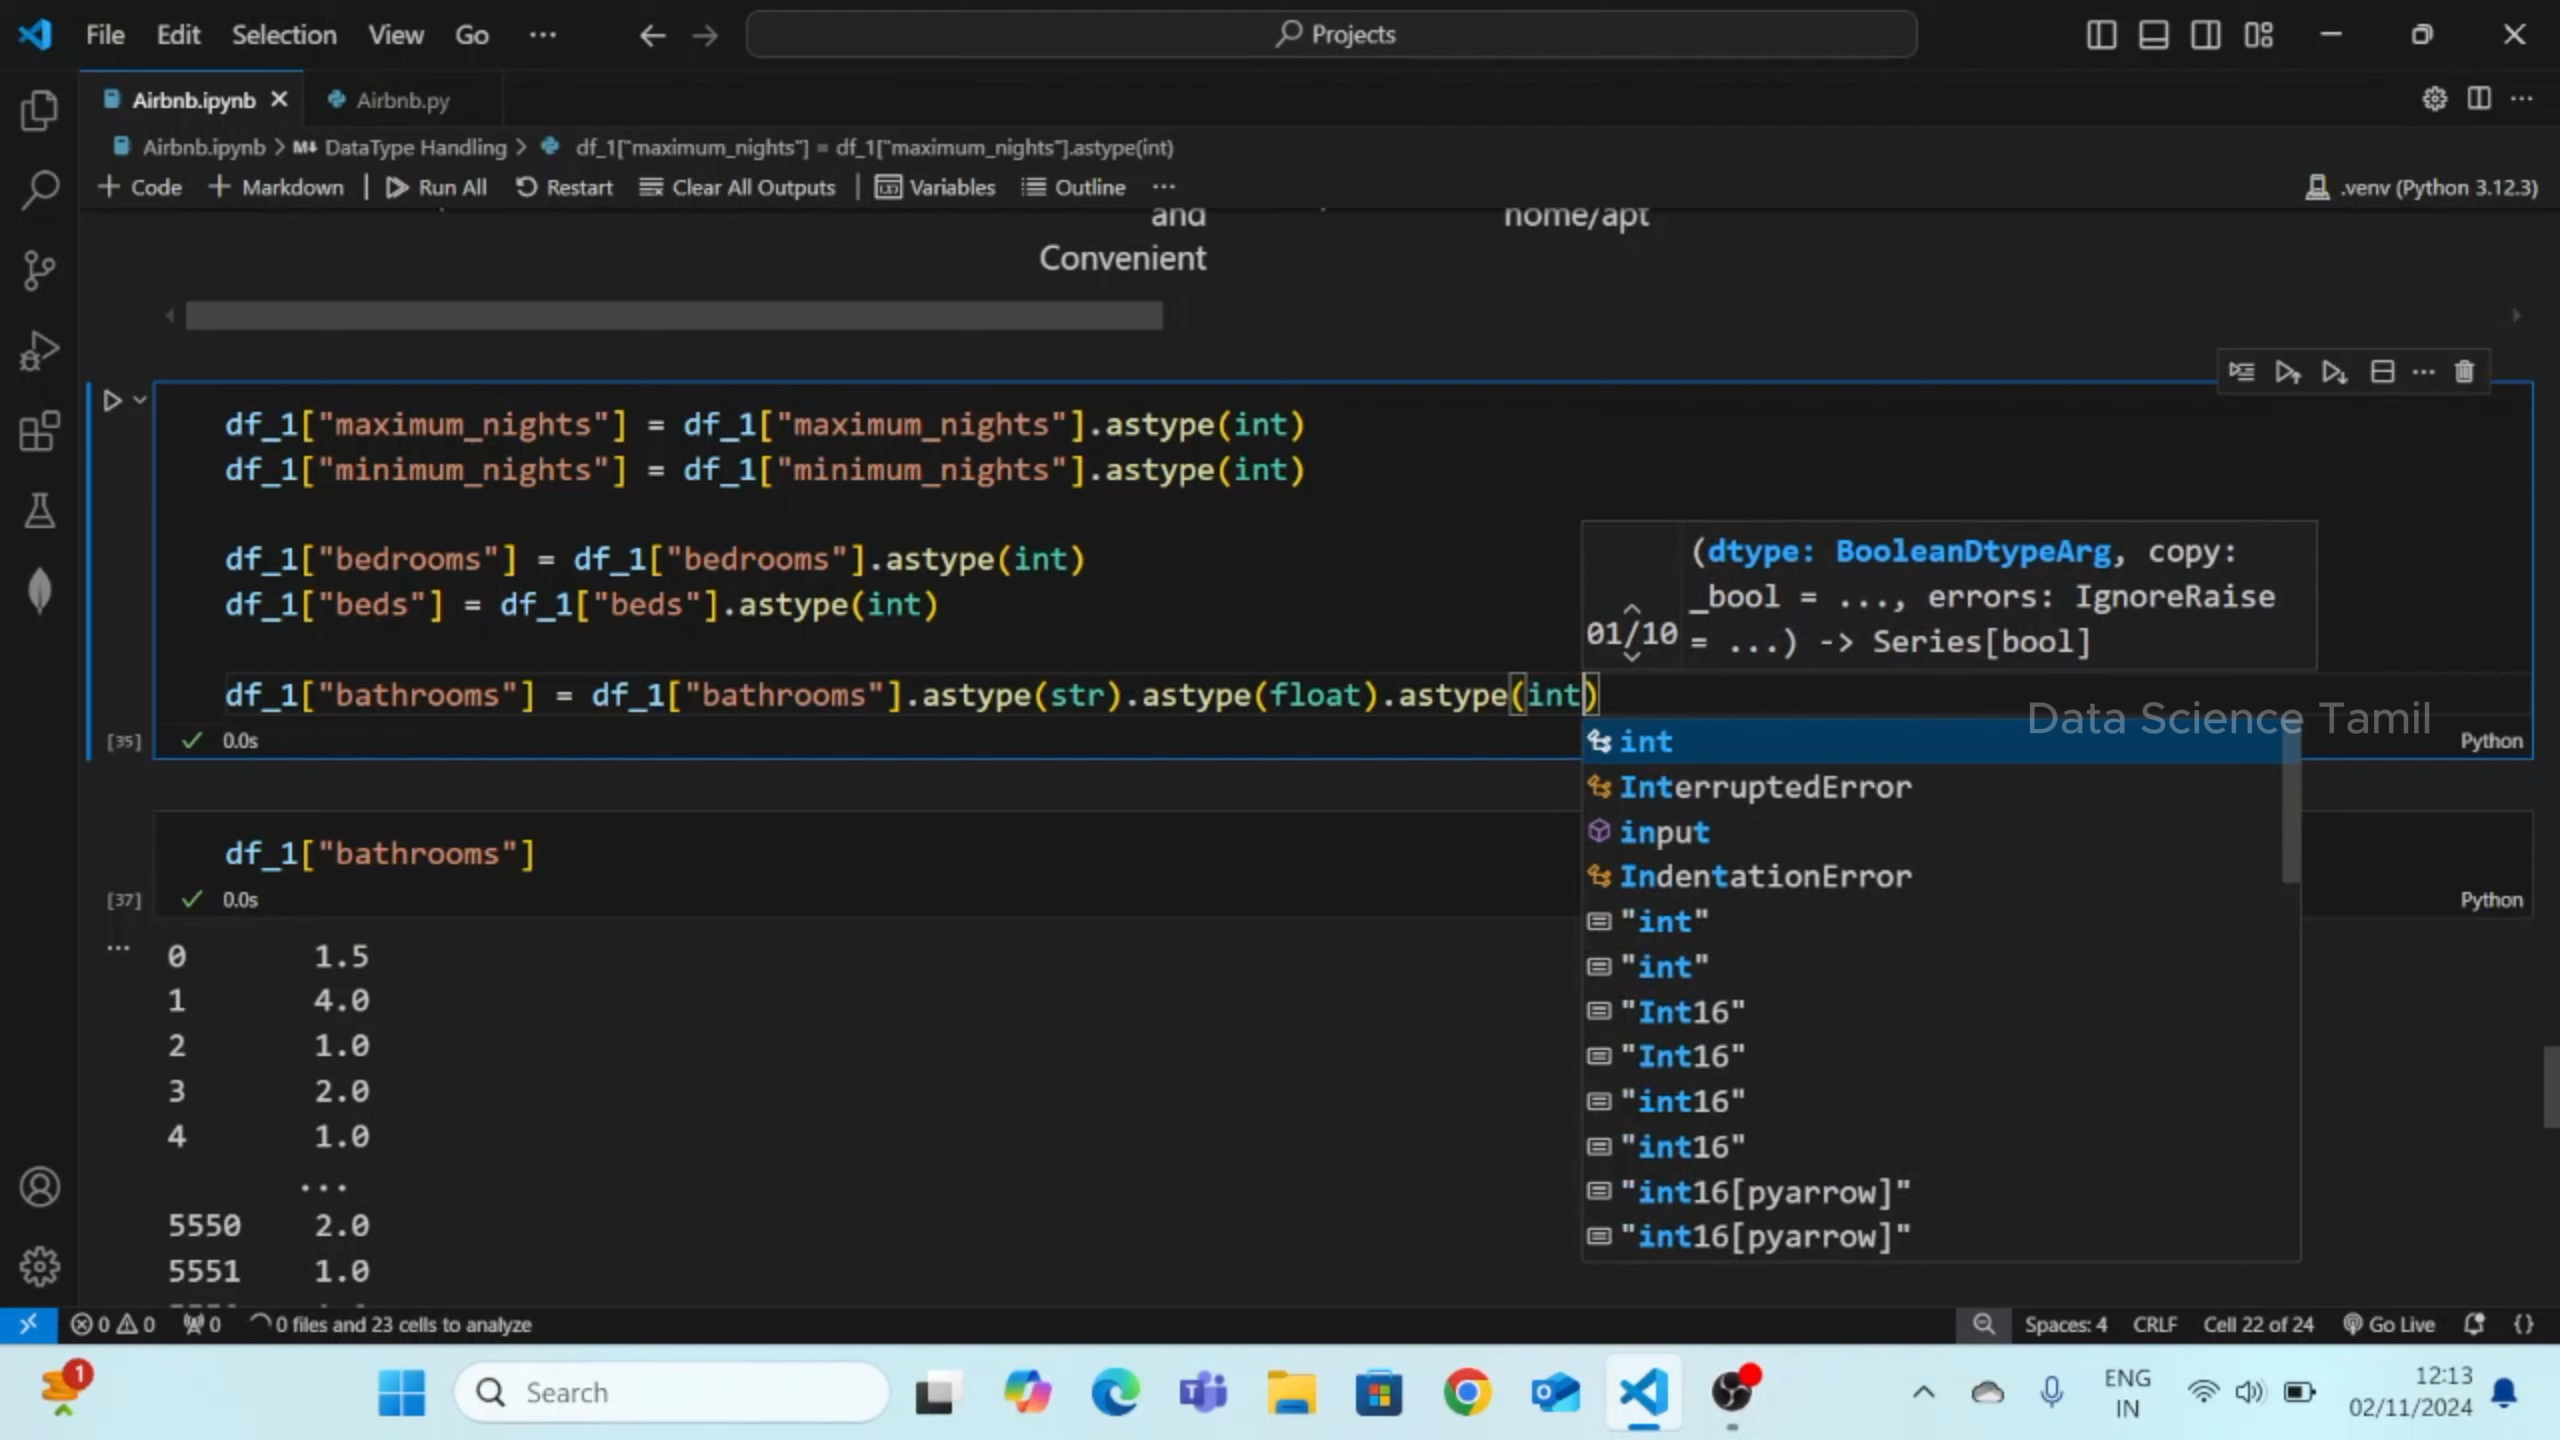 File Edit Selection View Go ...
Projects
Airbnb.ipynb
Airbnb.py
Airbnb.ipynb > M↓ DataType Handling > df_1["maximum_nights"] = df_1["maximum_nights"].astype(int)
+ Code + Markdown | Run All Restart Clear All Outputs | Variables Outline ...
.venv (Python 3.12.3)
and
home/apt
Convenient
df_1["maximum_nights"] = df_1["maximum_nights"].astype(int)
df_1["minimum_nights"] = df_1["minimum_nights"].astype(int)
df_1["bedrooms"] = df_1["bedrooms"].astype(int)
df_1["beds"] = df_1["beds"].astype(int)
df_1["bathrooms"] = df_1["bathrooms"].astype(str).astype(float).astype(int)
(dtype: BooleanDtypeArg, copy:
_bool = ..., errors: IgnoreRaise
01/10 = ...) -> Series[bool]
Data Science Tamil
[35] 0.0s
Python
int
InterruptedError
input
IndentationError
"int"
"int"
"Int16"
"Int16"
"int16"
"int16"
"int16[pyarrow]"
"int16[pyarrow]"
df_1["bathrooms"]
[37] 0.0s
Python
...
0 1.5
1 4.0
2 1.0
3 2.0
4 1.0
...
5550 2.0
5551 1.0
0 0 0 0 files and 23 cells to analyze
Spaces: 4 CRLF Cell 22 of 24 Go Live
1
Search
ENG
IN
12:13
02/11/2024